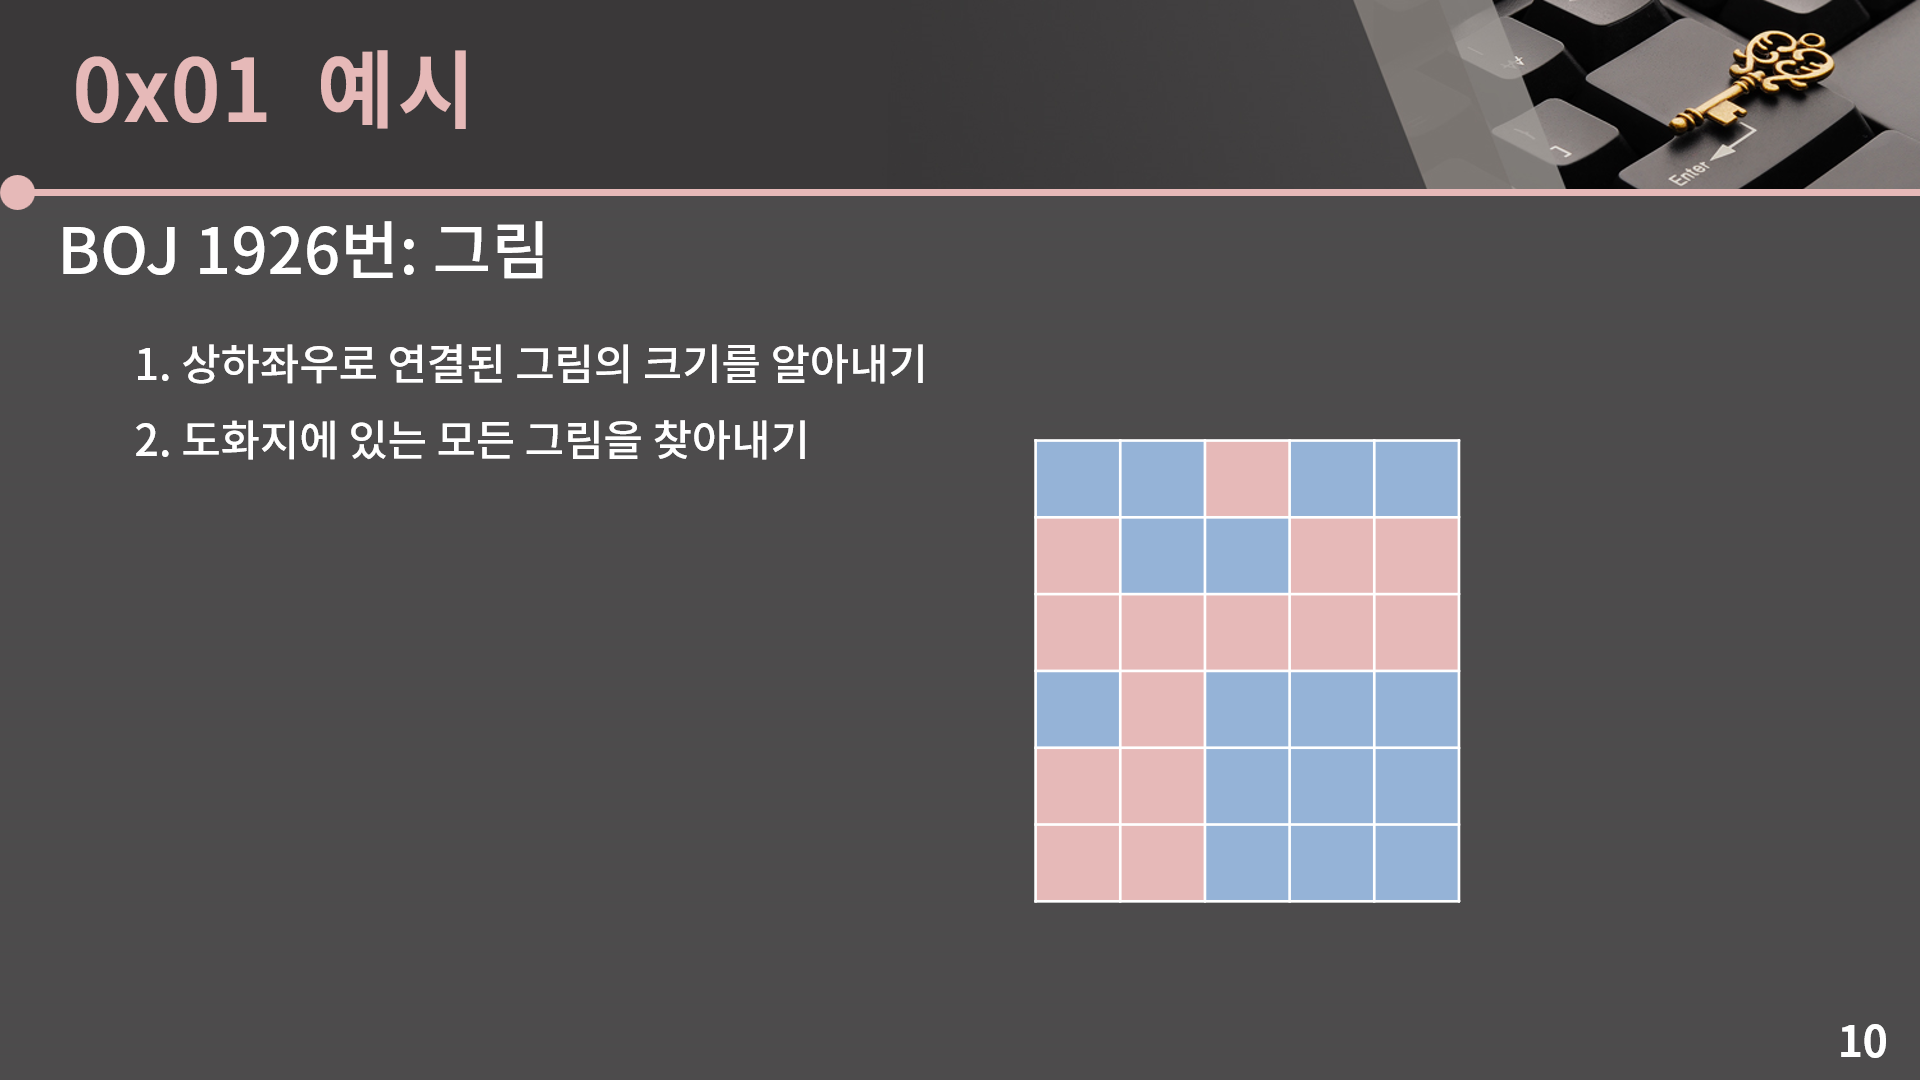 0x01 예시
BOJ 1926번: 그림
1. 상하좌우로 연결된 그림의 크기를 알아내기
2. 도화지에 있는 모든 그림을 찾아내기
Enter
10